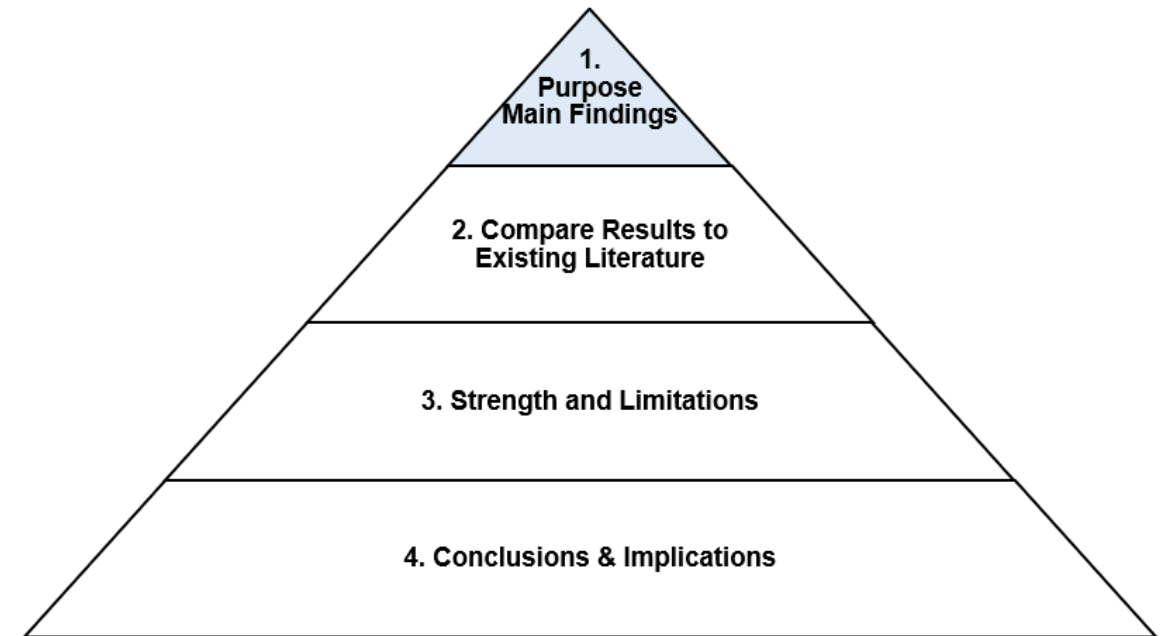 1.
Purpose
Main Findings
2. Compare Results to
Existing Literature
3. Strength and Limitations
4. Conclusions & Implications